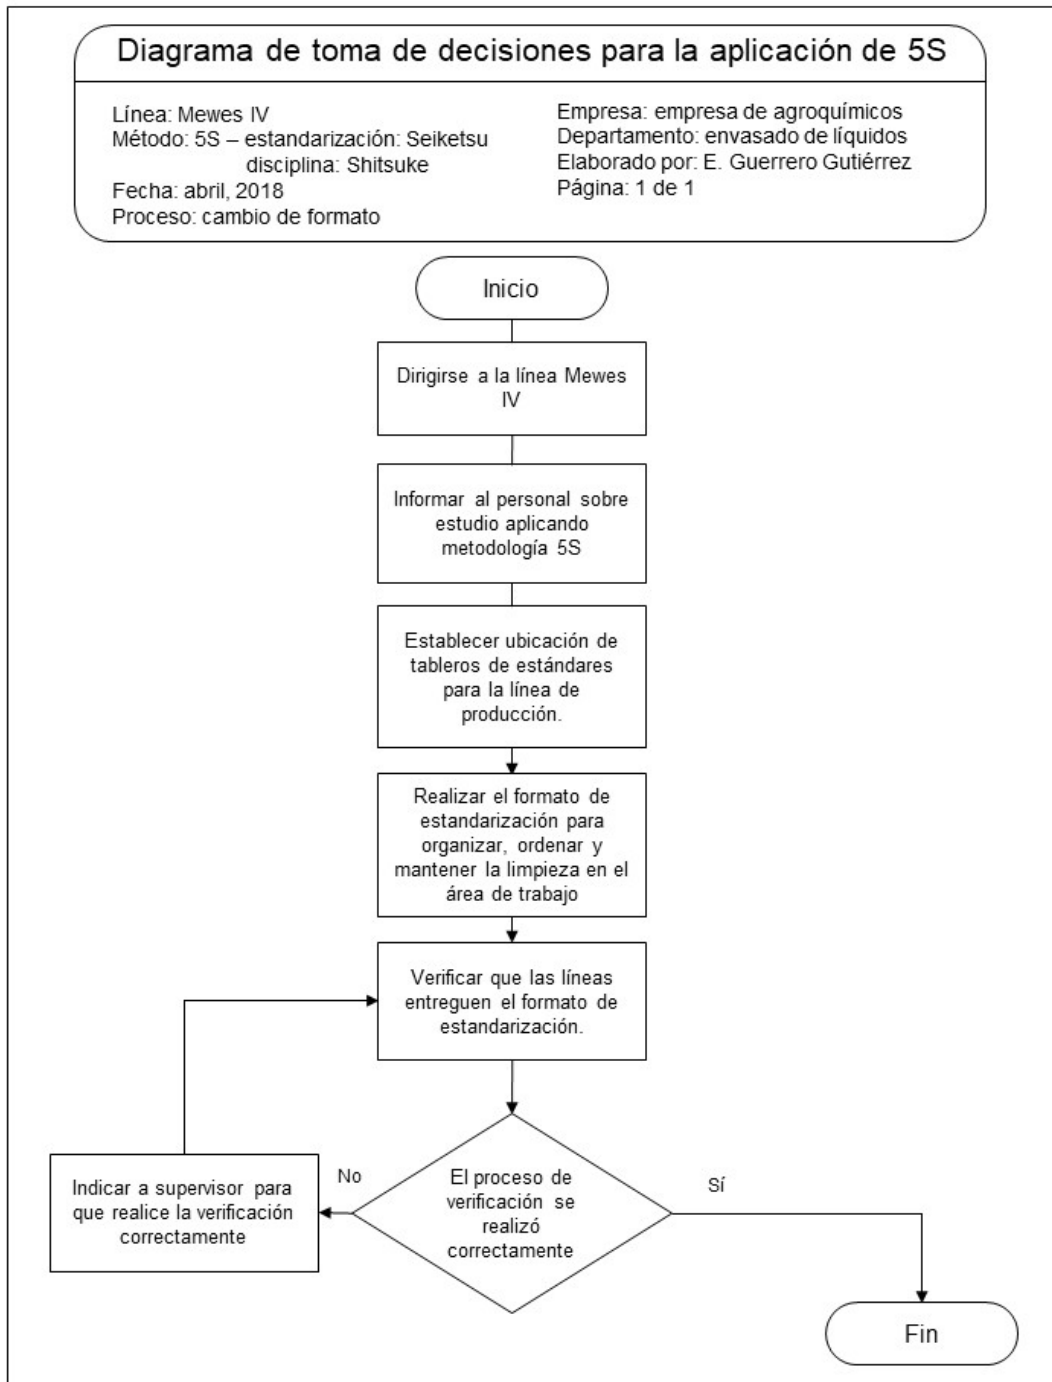 Diagrama de toma de decisiones para la aplicación de 5S
Línea: Mewes IV
Método: 5S – estandarización: Seiketsu
disciplina: Shitsuke
Fecha: abril, 2018
Proceso: cambio de formato
Empresa: empresa de agroquímicos
Departamento: envasado de líquidos
Elaborado por: E. Guerrero Gutiérrez
Página: 1 de 1
Inicio
Dirigirse a la línea Mewes
IV
Informar al personal sobre
estudio aplicando
metodología 5S
Establecer ubicación de
tableros de estándares
para la línea de
producción.
Realizar el formato de
estandarización para
organizar, ordenar y
mantener la limpieza en el
área de trabajo
Verificar que las líneas
entreguen el formato de
estandarización.
El proceso de
verificación se
realizó
correctamente
No
Indicar a supervisor para
que realice la verificación
correctamente
Sí
Fin